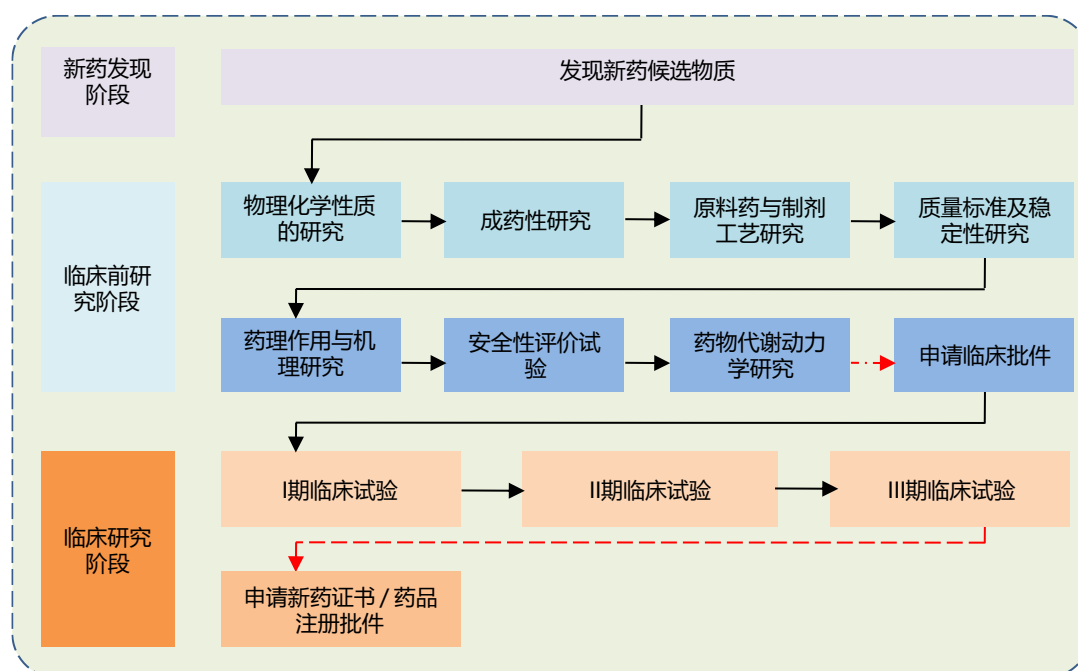 新药发现
阶段
发现新药候选物质
临床前研
究阶段
物理化学性质
的研究
成药性研究
原料药与制剂
工艺研究
质量标准及稳
定性研究
药理作用与机
理研究
安全性评价试
验
药物代谢动力
学研究
申请临床批件
临床研究
阶段
I期临床试验
II期临床试验
III期临床试验
申请新药证书 / 药品
注册批件